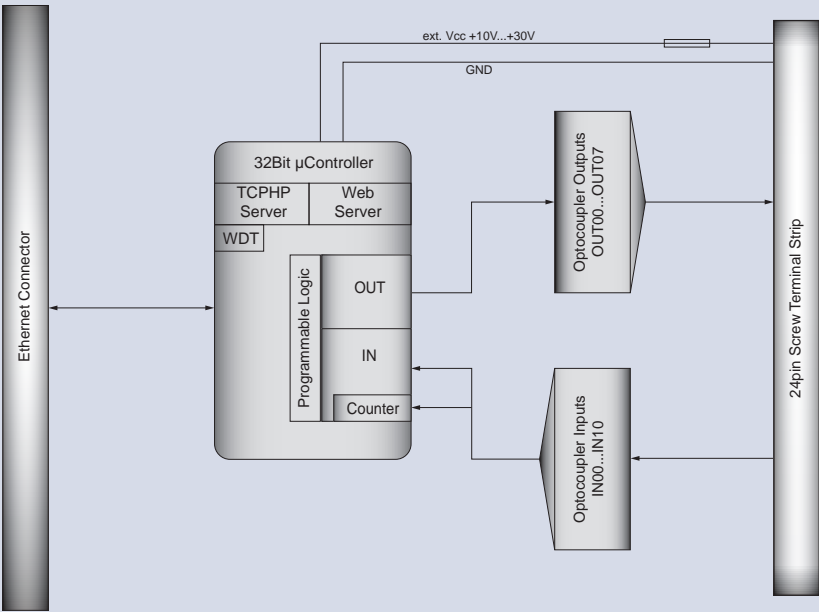 ext. Vcc +10V...+30V
GND
32Bit µController
TCPHP
Server
Web
Server
WDT
Programmable Logic
OUT
IN
Counter
Ethernet Connector
Optocoupler Outputs
OUT00...OUT07
Optocoupler Inputs
IN00...IN10
24pin Screw Terminal Strip